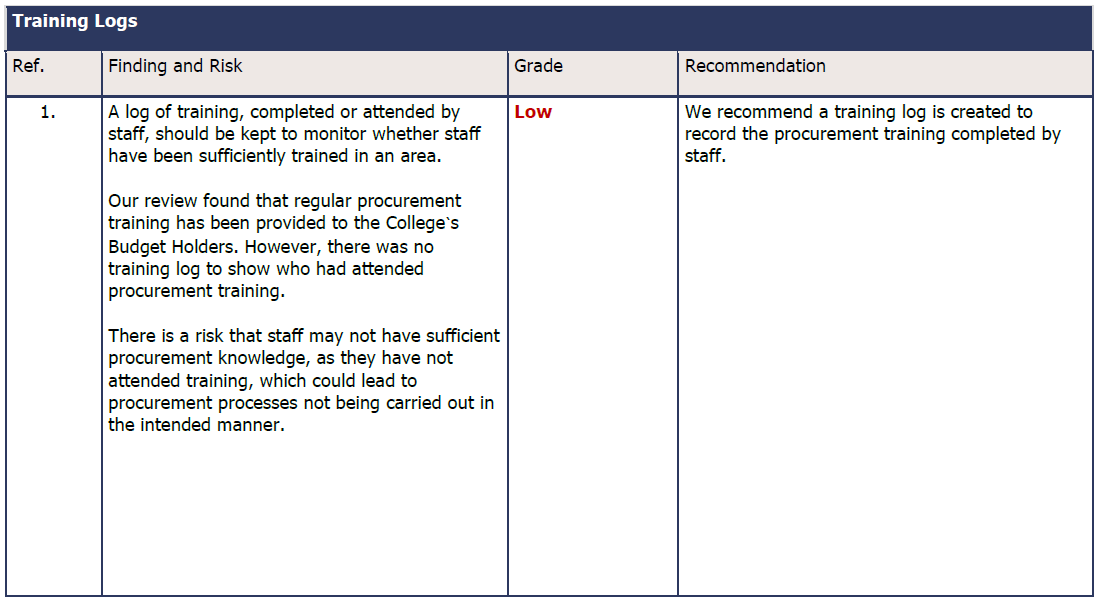 Training Logs
Ref.
Finding and Risk
Grade
Recommendation
1.
A log of training, completed or attended by
staff, should be kept to monitor whether staff
have been sufficiently trained in an area.
Our review found that regular procurement
training has been provided to the College`s
Budget Holders. However, there was no
training log to show who had attended
procurement training.
There is a risk that staff may not have sufficient
procurement knowledge, as they have not
attended training, which could lead to
procurement processes not being carried out in
the intended manner.
Low
We recommend a training log is created to
record the procurement training completed by
staff.